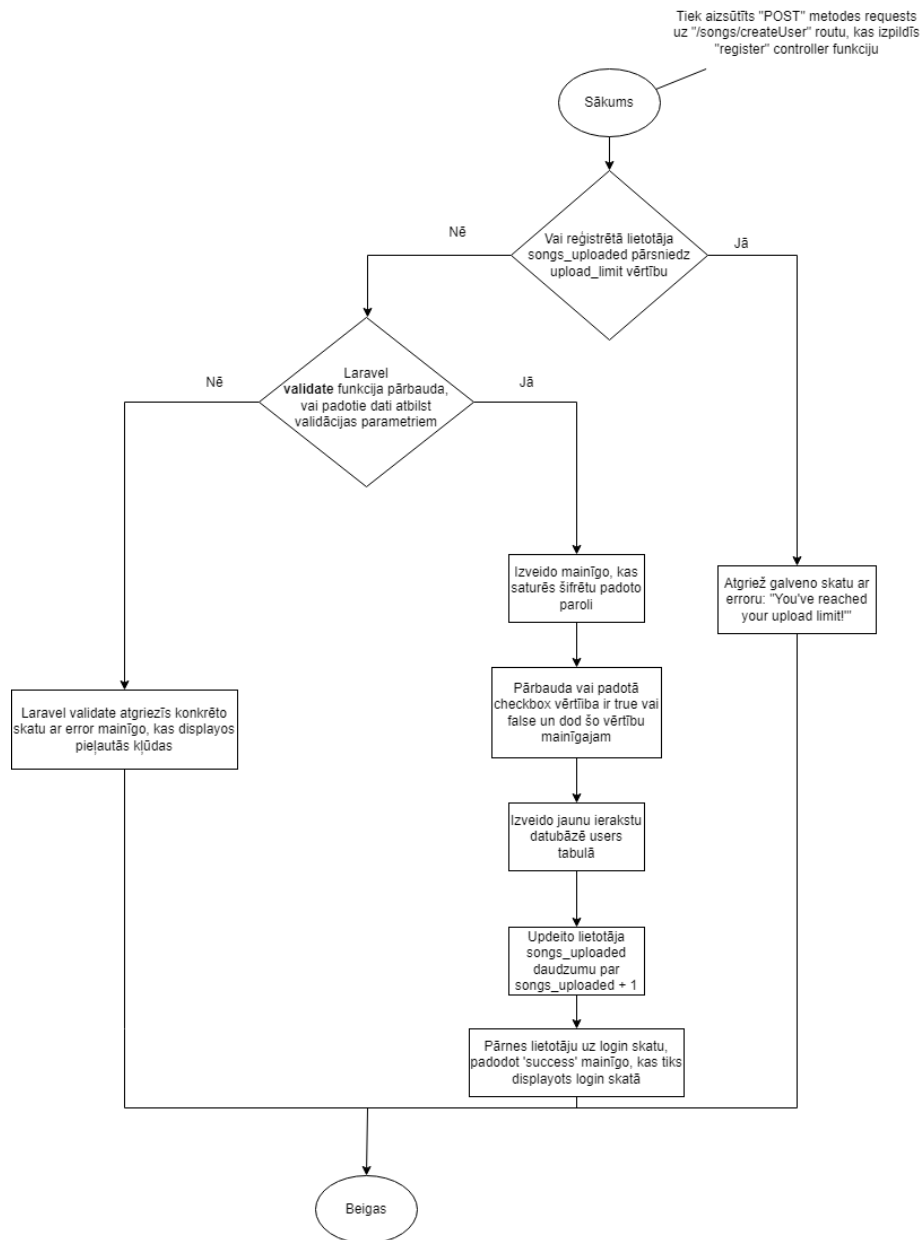 Tiek aizsūtīts "POST" metodes requests
uz "/songs/createUser" routu, kas izpildīs
"register" controller funkciju
Sākums
Nē
Vai reģistrētā lietotāja
songs_uploaded pārsniedz
upload_limit vērtību
Jā
Nē
Laravel
validate funkcija pārbauda,
vai padotie dati atbilst
validācijas parametriem
Jā
Izveido mainīgo, kas
saturēs šifrētu padoto
paroli
Atgriež galveno skatu ar
erroru: "You've reached
your upload limit!'"
Pārbauda vai padotā
checkbox vērtīiba ir true vai
false un dod šo vērtību
mainīgajam
Laravel validate atgriezīs konkrēto
skatu ar error mainīgo, kas displayos
pieļautās kļūdas
Izveido jaunu ierakstu
datubāzē users
tabulā
Updeito lietotāja
songs_uploaded
daudzumu par
songs_uploaded + 1
Pārnes lietotāju uz login skatu,
padodot 'success' mainīgo, kas tiks
displayots login skatā
Beigas